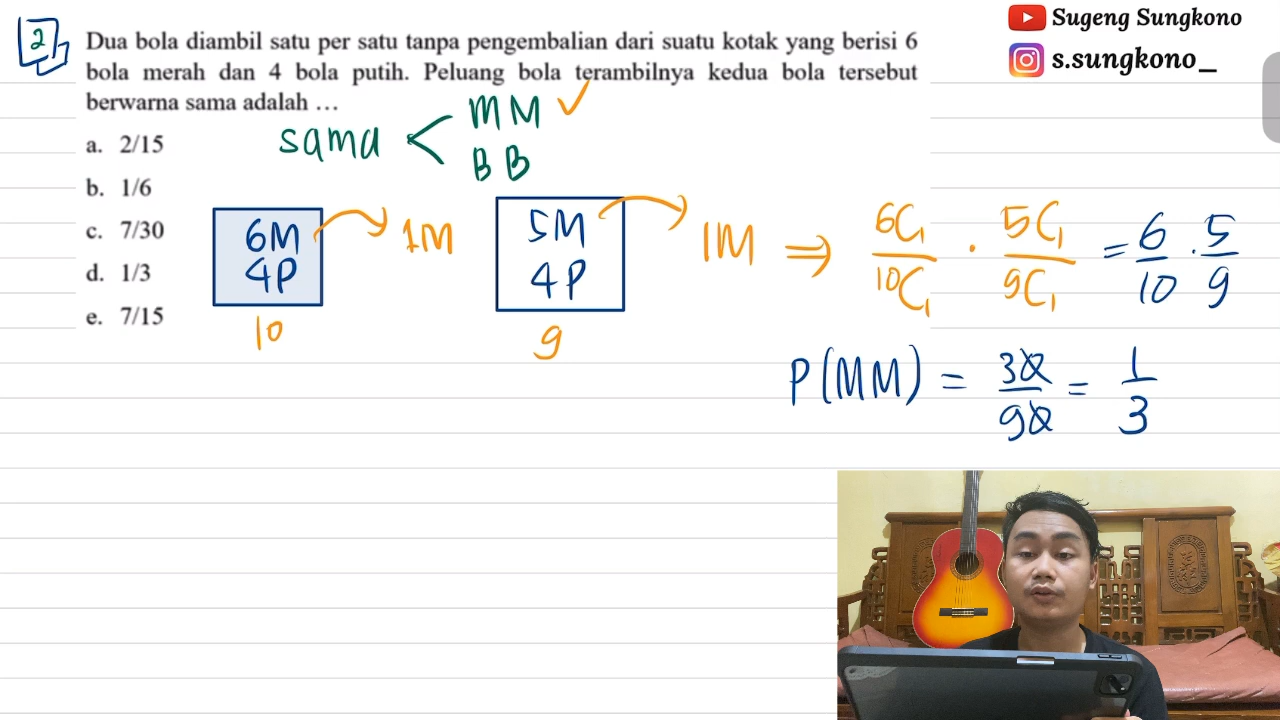 Sugeng Sungkono
s.sungkono_
2
Dua bola diambil satu per satu tanpa pengembalian dari suatu kotak yang berisi 6
bola merah dan 4 bola putih. Peluang bola terambilnya kedua bola tersebut
berwarna sama adalah …
a. 2/15
b. 1/6
c. 7/30
d. 1/3
e. 7/15
sama < MM ✓
BB
6M
4P
10
1M
5M
4P
9
1M ⇒ 6C₁/10C₁ · 5C₁/9C₁ = 6/10 · 5/9
P(MM) = 30/90 = 1/3